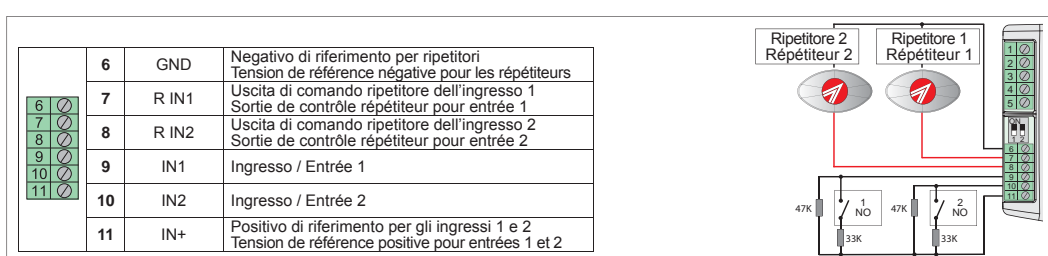 6
7
8
9
10
11
6 GND Negativo di riferimento per ripetitori
Tension de référence négative pour les répétiteurs
7 R IN1 Uscita di comando ripetitore dell'ingresso 1
Sortie de contrôle répétiteur pour entrée 1
8 R IN2 Uscita di comando ripetitore dell'ingresso 2
Sortie de contrôle répétiteur pour entrée 2
9 IN1 Ingresso / Entrée 1
10 IN2 Ingresso / Entrée 2
11 IN+ Positivo di riferimento per gli ingressi 1 e 2
Tension de référence positive pour entrées 1 et 2
Ripetitore 2
Répétiteur 2
Ripetitore 1
Répétiteur 1
1
2
3
4
5
ON
1 2
6
7
8
9
10
11
47K
1
NO
33K
47K
2
NO
33K